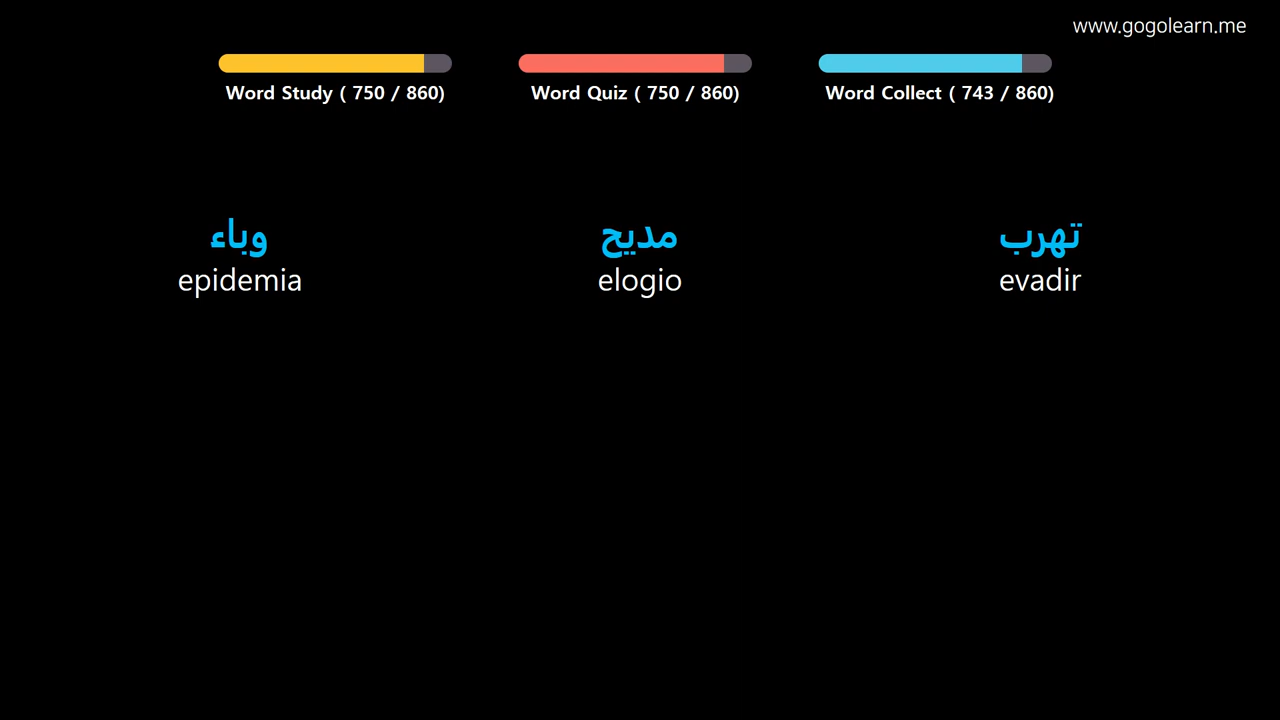 www.gogolearn.me
Word Study ( 750 / 860)
Word Quiz ( 750 / 860)
Word Collect ( 743 / 860)
وباء
epidemia
مديح
elogio
تهرب
evadir